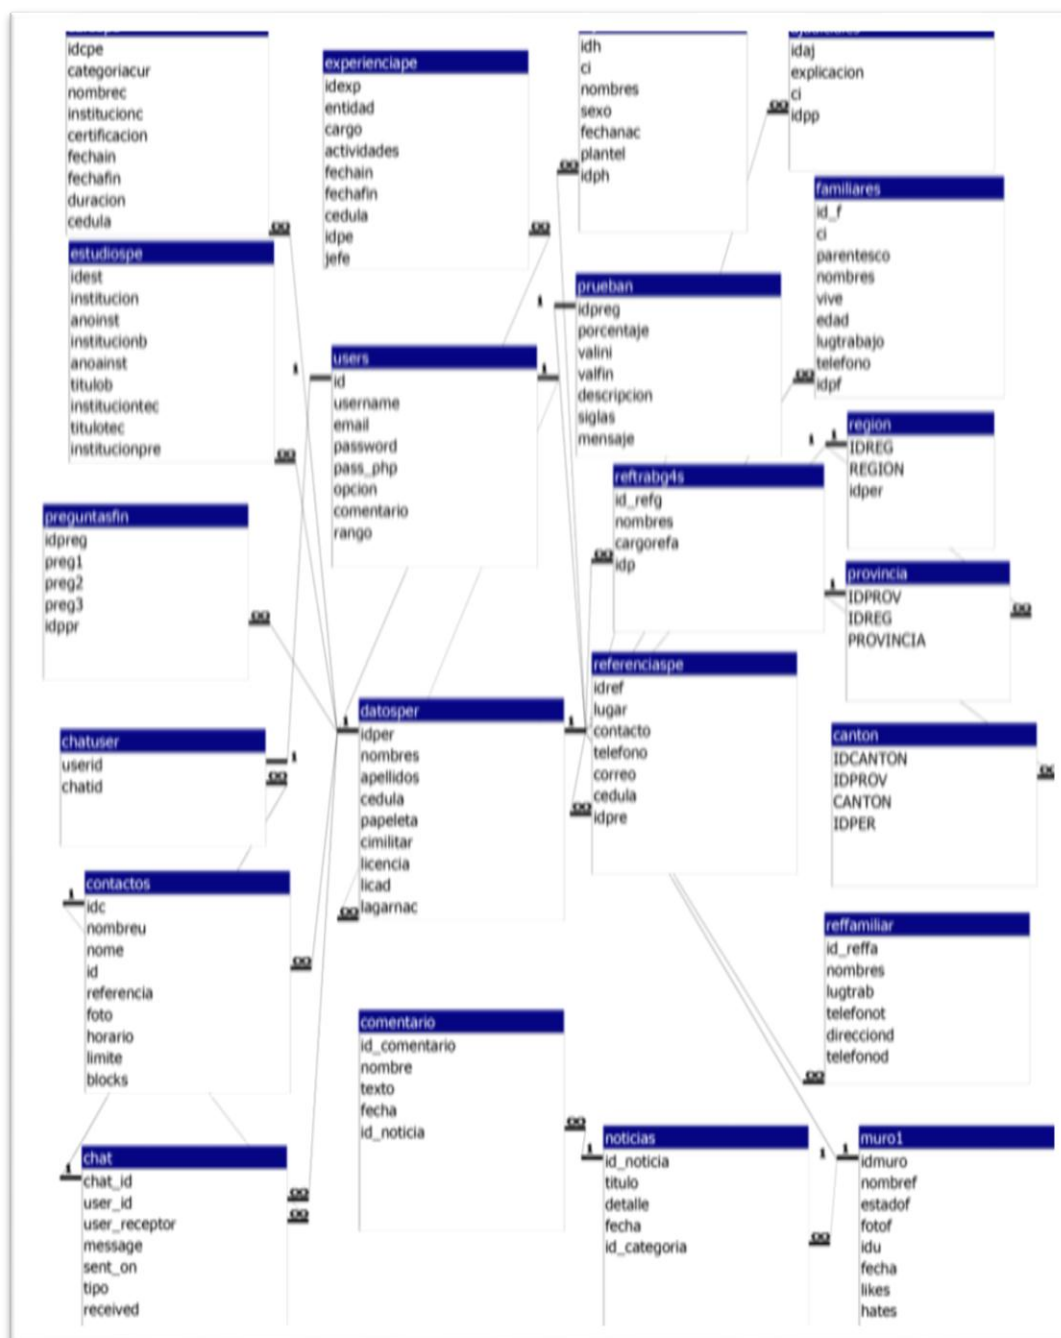 idcpe
categoriacur
nombrec
institucionc
certificacion
fechain
fechafin
duracion
cedula
experienciape
idexp
entidad
cargo
actividades
fechain
fechafin
cedula
idpe
jefe
idh
ci
nombres
sexo
fechanac
plantel
idph
idaj
explicacion
ci
idpp
familiares
id_f
ci
parentesco
nombres
vive
edad
lugtrabajo
telefono
idpf
estudiospe
idest
institucion
anoinst
institucionb
anoainst
titulob
instituciontec
titulotec
institucionpre
users
id
username
email
password
pass_php
opcion
comentario
rango
prueban
idpreg
porcentaje
valini
valfin
descripcion
siglas
mensaje
region
IDREG
REGION
idper
reftrabg4s
id_refg
nombres
cargorefa
idp
preguntasfin
idpreg
preg1
preg2
preg3
idppr
provincia
IDPROV
IDREG
PROVINCIA
referenciaspe
idref
lugar
contacto
telefono
correo
cedula
idpre
datosper
idper
nombres
apellidos
cedula
papeleta
cimilitar
licencia
licad
lagarnac
chatuser
userid
chatid
canton
IDCANTON
IDPROV
CANTON
IDPER
contactos
idc
nombreu
nome
id
referencia
foto
horario
limite
blocks
reffamiliar
id_reffa
nombres
lugtrab
telefonot
direcciond
telefonod
comentario
id_comentario
nombre
texto
fecha
id_noticia
chat
chat_id
user_id
user_receptor
message
sent_on
tipo
received
noticias
id_noticia
titulo
detalle
fecha
id_categoria
muro1
idmuro
nombref
estadof
fotof
idu
fecha
likes
hates